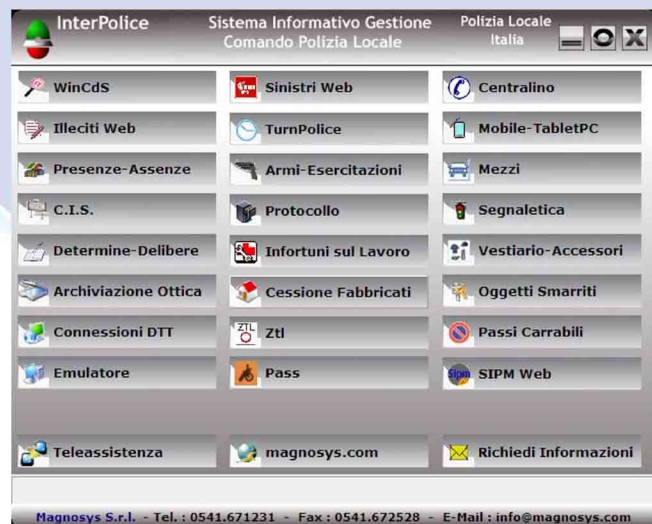 InterPolice Sistema Informativo Gestione Polizia Locale
Comando Polizia Locale Italia
WinCdS Sinistri Web Centralino
Illeciti Web TurnPolice Mobile-TabletPC
Presenze-Assenze Armi-Esercitazioni Mezzi
C.I.S. Protocollo Segnaletica
Determine-Delibere Infortuni sul Lavoro Vestiario-Accessori
Archiviazione Ottica Cessione Fabbricati Oggetti Smarriti
Connessioni DTT ZTL Ztl Passi Carrabili
Emulatore Pass Sipm SIPM Web
Teleassistenza magnosys.com Richiedi Informazioni
Magnosys S.r.l. - Tel. : 0541.671231 - Fax : 0541.672528 - E-Mail : info@magnosys.com